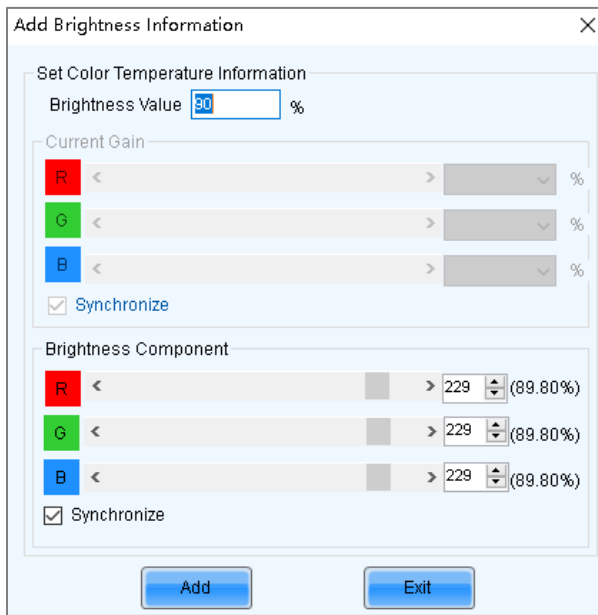 Add Brightness Information
Set Color Temperature Information
Brightness Value 90 %
Current Gain
R %
G %
B %
Synchronize
Brightness Component
R 229 (89.80%)
G 229 (89.80%)
B 229 (89.80%)
Synchronize
Add Exit